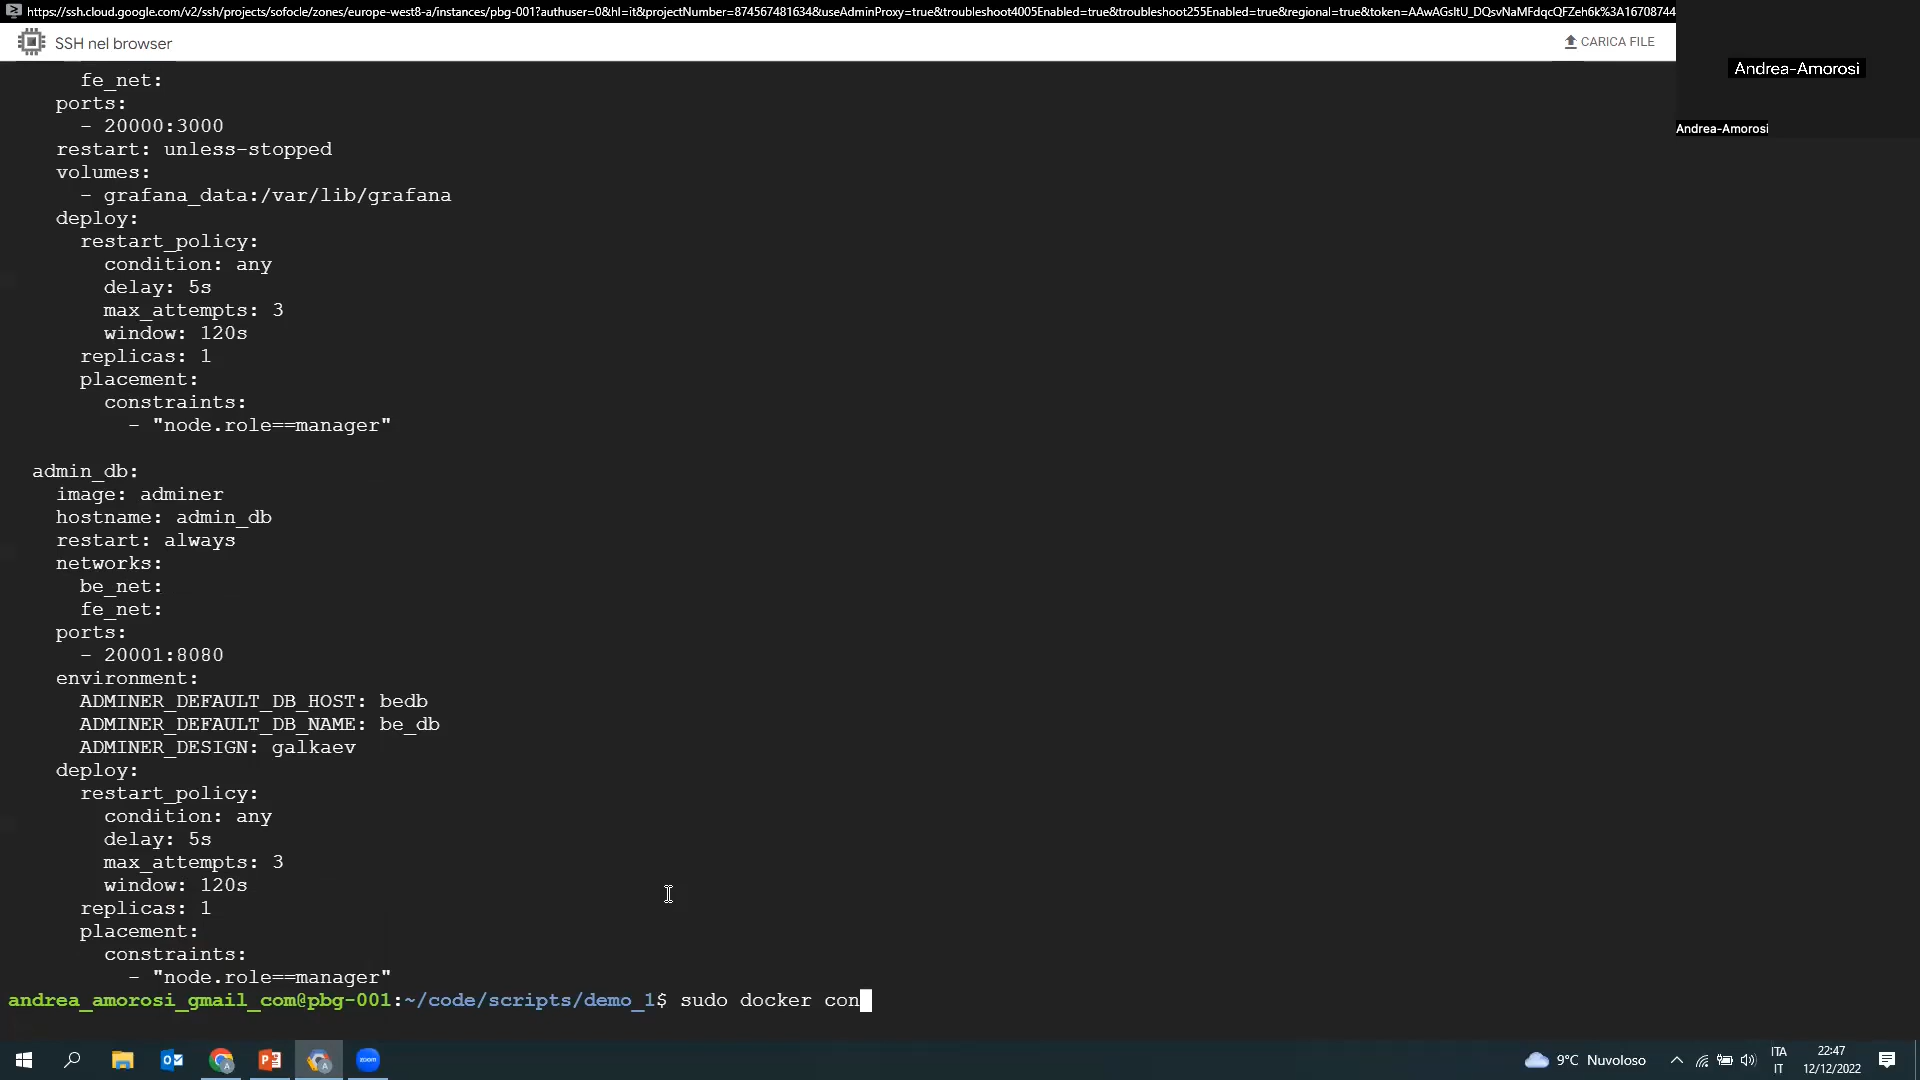 https://ssh.cloud.google.com/v2/ssh/projects/sofocle/zones/europe-west8-a/instances/pbg-001?authuser=0&hl=it&projectNumber=874567481634&useAdminProxy=true&troubleshoot4005Enabled=true&troubleshoot255Enabled=true&regional=true&token=AAwAGsItU_DQsvNaMFdqcQFZeh6k%3A16708744
SSH nel browser
CARICA FILE
Andrea-Amorosi
Andrea-Amorosi
fe_net:
ports:
- 20000:3000
restart: unless-stopped
volumes:
- grafana_data:/var/lib/grafana
deploy:
restart_policy:
condition: any
delay: 5s
max_attempts: 3
window: 120s
replicas: 1
placement:
constraints:
- "node.role==manager"
admin_db:
image: adminer
hostname: admin_db
restart: always
networks:
be_net:
fe_net:
ports:
- 20001:8080
environment:
ADMINER_DEFAULT_DB_HOST: bedb
ADMINER_DEFAULT_DB_NAME: be_db
ADMINER_DESIGN: galkaev
deploy:
restart_policy:
condition: any
delay: 5s
max_attempts: 3
window: 120s
replicas: 1
placement:
constraints:
- "node.role==manager"
andrea_amorosi_gmail_com@pbg-001:~/code/scripts/demo_1$ sudo docker con
zoom
9°C Nuvoloso
ITA
IT
22:47
12/12/2022